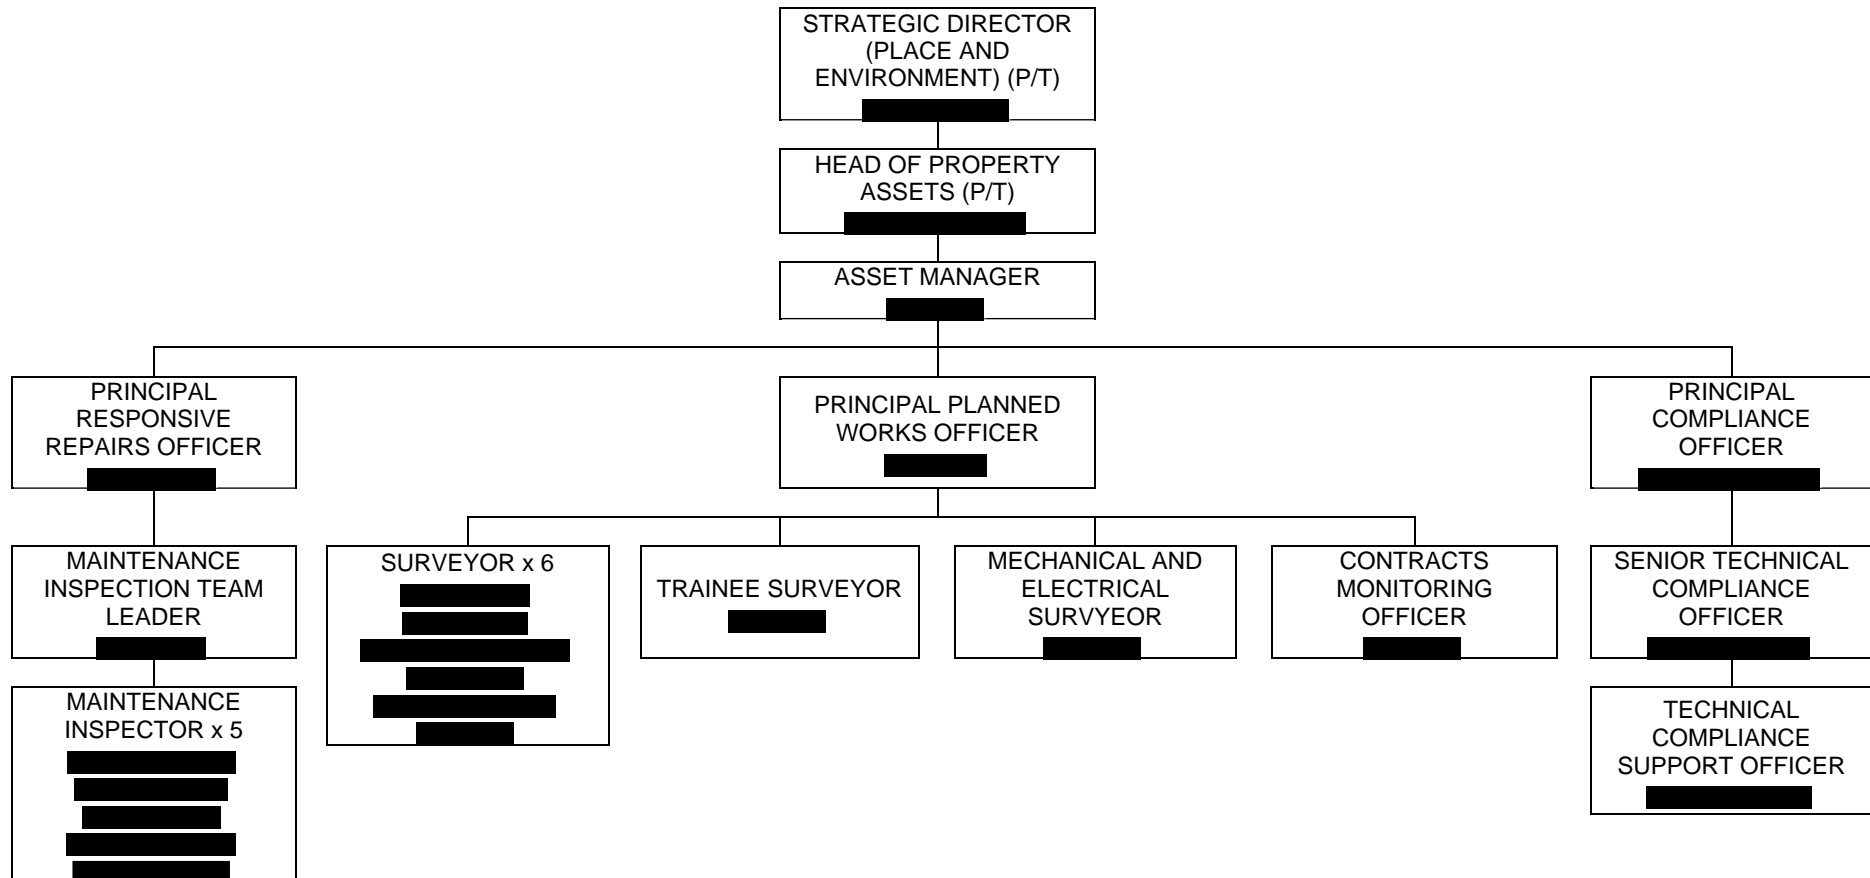 STRATEGIC DIRECTOR
(PLACE AND
ENVIRONMENT) (P/T)
HEAD OF PROPERTY
ASSETS (P/T)
ASSET MANAGER
PRINCIPAL
RESPONSIVE
REPAIRS OFFICER
PRINCIPAL PLANNED
WORKS OFFICER
PRINCIPAL
COMPLIANCE
OFFICER
MAINTENANCE
INSPECTION TEAM
LEADER
SURVEYOR x 6
TRAINEE SURVEYOR
MECHANICAL AND
ELECTRICAL
SURVYEOR
CONTRACTS
MONITORING
OFFICER
SENIOR TECHNICAL
COMPLIANCE
OFFICER
MAINTENANCE
INSPECTOR x 5
TECHNICAL
COMPLIANCE
SUPPORT OFFICER